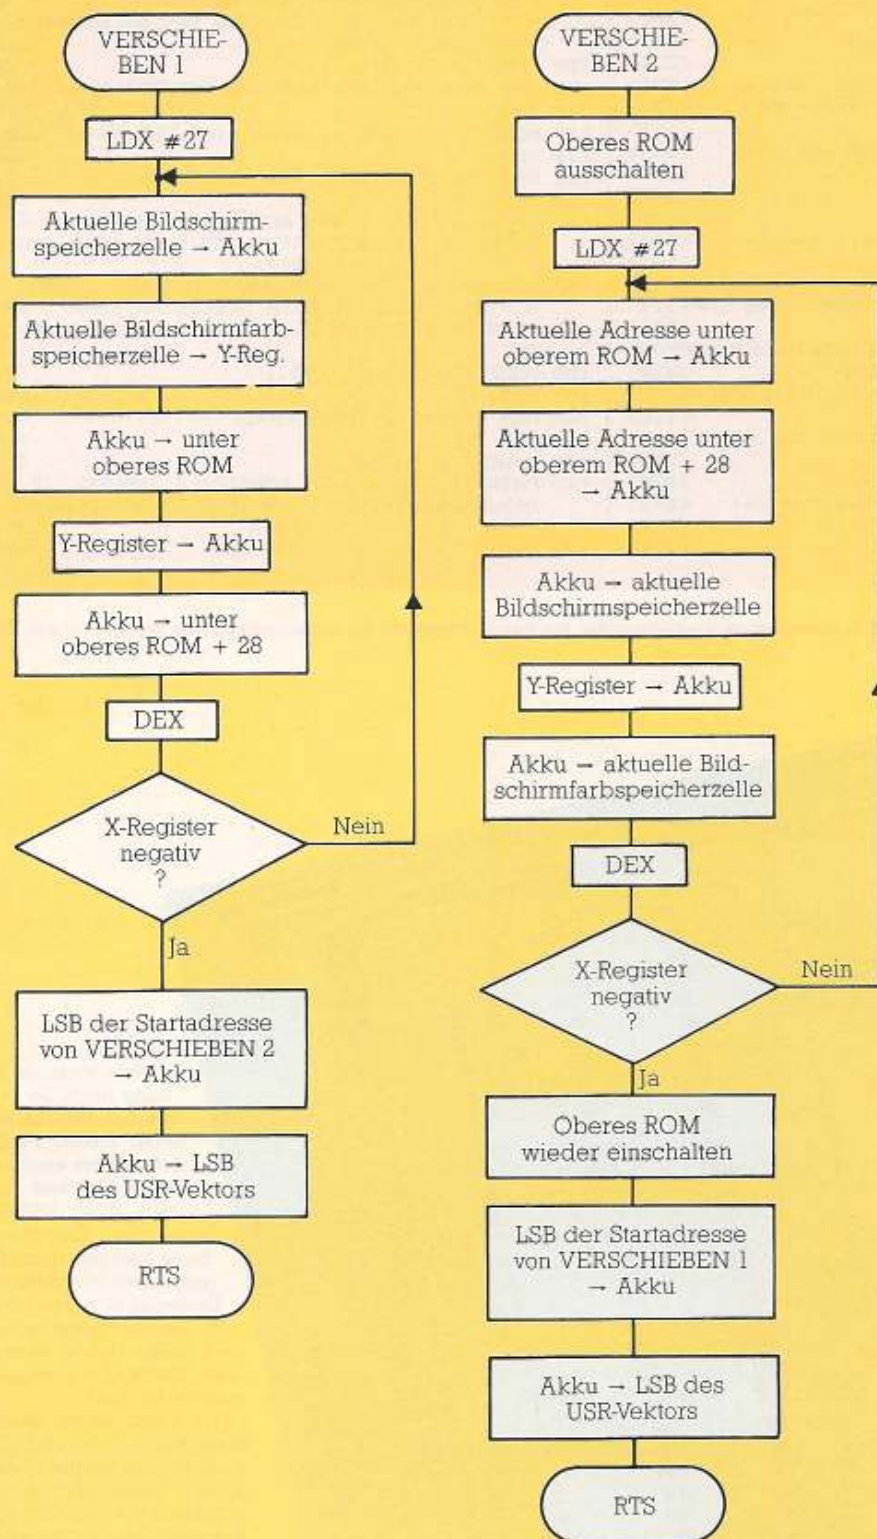 VERSCHIE-
BEN 1
LDX #27
Aktuelle Bildschirm-
speicherzelle → Akku
Aktuelle Bildschirmfarb-
speicherzelle → Y-Reg.
Akku → unter
oberes ROM
Y-Register → Akku
Akku → unter
oberes ROM + 28
DEX
X-Register
negativ
?
Nein
Ja
LSB der Startadresse
von VERSCHIEBEN 2
→ Akku
Akku → LSB
des USR-Vektors
RTS
VERSCHIE-
BEN 2
Oberes ROM
ausschalten
LDX #27
Aktuelle Adresse unter
oberem ROM → Akku
Aktuelle Adresse unter
oberem ROM + 28
→ Akku
Akku → aktuelle
Bildschirmspeicherzelle
Y-Register → Akku
Akku → aktuelle Bild-
schirmfarbspeicherzelle
DEX
X-Register
negativ
?
Nein
Ja
Oberes ROM
wieder einschalten
LSB der Startadresse
von VERSCHIEBEN 1
→ Akku
Akku → LSB des
USR-Vektors
RTS